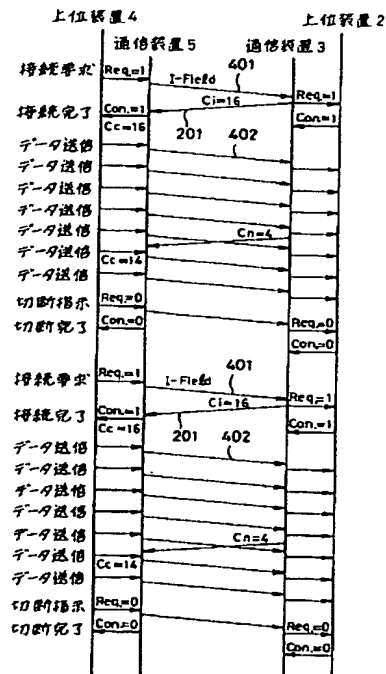 上位装置4 上位装置2
通信装置5 通信装置3
接続要求 Req.=1 I-Field 401 Req.=1
Ci=16
接続完了 Con.=1 Con.=1
Cc=16 201
データ送信 402
データ送信
データ送信
データ送信
データ送信 Cn=4
データ送信
Cc=14
データ送信
切断指示 Req.=0
切断完了 Con.=0 Req.=0
Con.=0
401
接続要求 Req.=1 I-Field
Ci=16 Req.=1
接続完了 Con.=1 Con.=1
Cc=16 201 402
データ送信
データ送信
データ送信
データ送信
データ送信 Cn=4
データ送信
Cc=14
データ送信
切断指示 Req.=0
切断完了 Con.=0 Req.=0
Con.=0